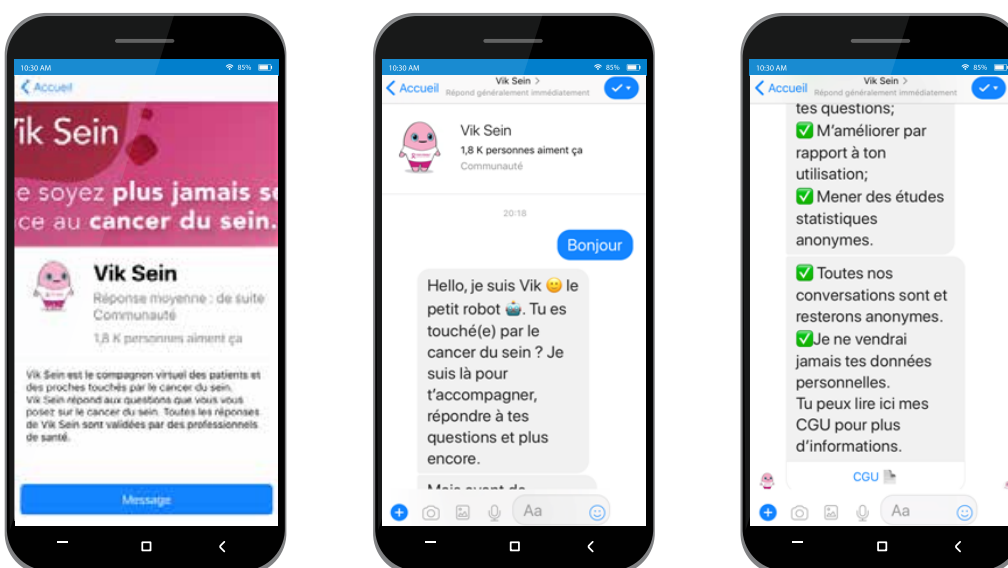 10:30 AM
85%
Accueil
ik Sein
e soyez plus jamais s
ce au cancer du sein.
Vik Sein
Réponse moyenne : de suite
Communauté
1,8 K personnes aiment ça
Vik Sein est le compagnon virtuel des patients et
des proches touchés par le cancer du sein.
Vik Sein répond aux questions que vous vous
posez sur le cancer du sein. Toutes les réponses
de Vik Sein sont validées par des professionnels
de santé.
Message
10:30 AM
85%
Accueil
Vik Sein >
Répond généralement immédiatement
Vik Sein
1,8 K personnes aiment ça
Communauté
20:18
Bonjour
Hello, je suis Vik 🙂 le
petit robot 🤖. Tu es
touché(e) par le
cancer du sein ? Je
suis là pour
t'accompagner,
répondre à tes
questions et plus
encore.
Mais avant de
Aa
10:30 AM
85%
Accueil
Vik Sein >
Répond généralement immédiatement
tes questions;
✅ M'améliorer par
rapport à ton
utilisation;
✅ Mener des études
statistiques
anonymes.
✅ Toutes nos
conversations sont et
resterons anonymes.
✅Je ne vendrai
jamais tes données
personnelles.
Tu peux lire ici mes
CGU pour plus
d'informations.
CGU
Aa